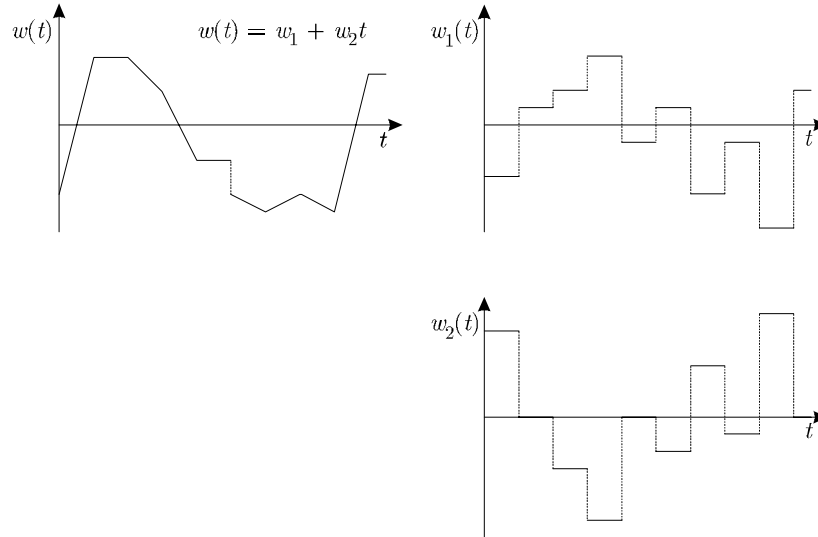 w(t)
w(t) = w₁ + w₂t
t
w₁(t)
t
w₂(t)
t